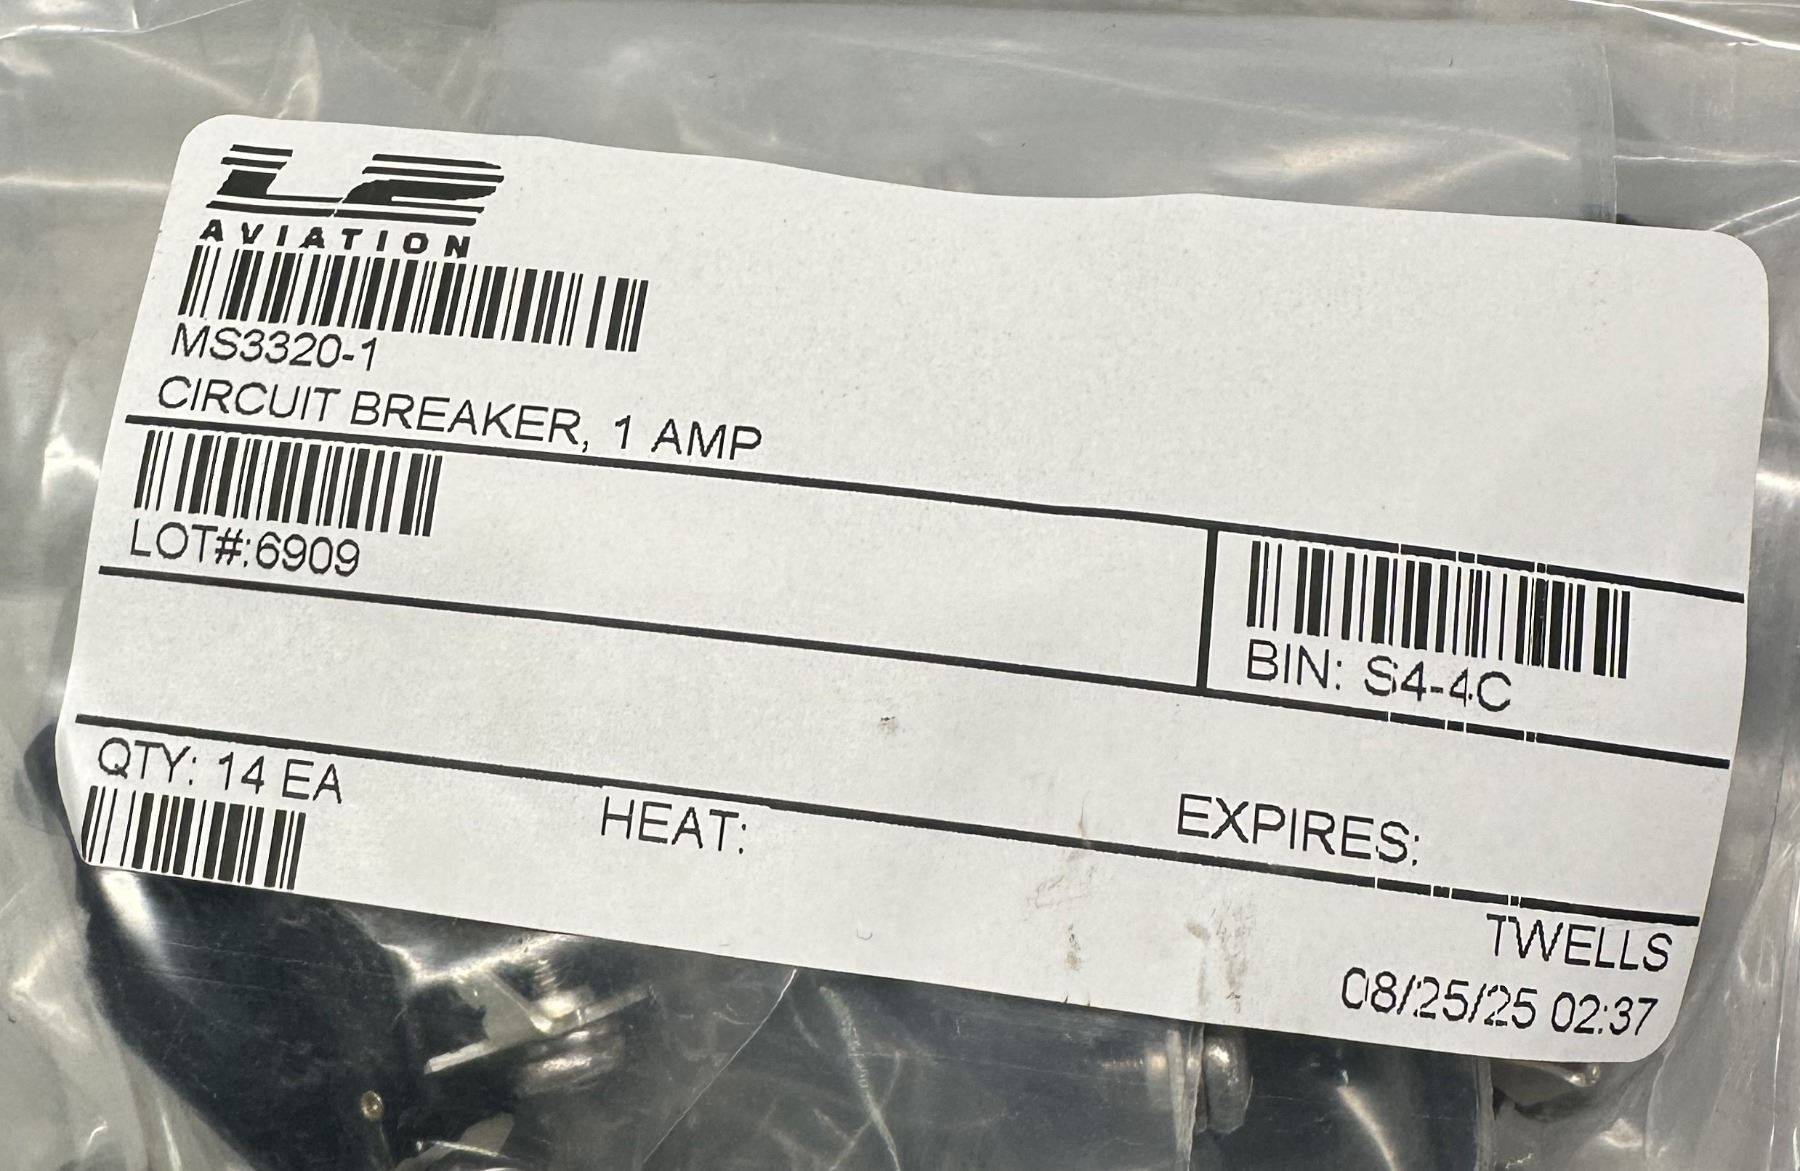 L2
AVIATION
MS3320-1
CIRCUIT BREAKER, 1 AMP
LOT#:6909
BIN: S4-4C
QTY: 14 EA
HEAT:
EXPIRES:
TWELLS
08/25/25 02:37